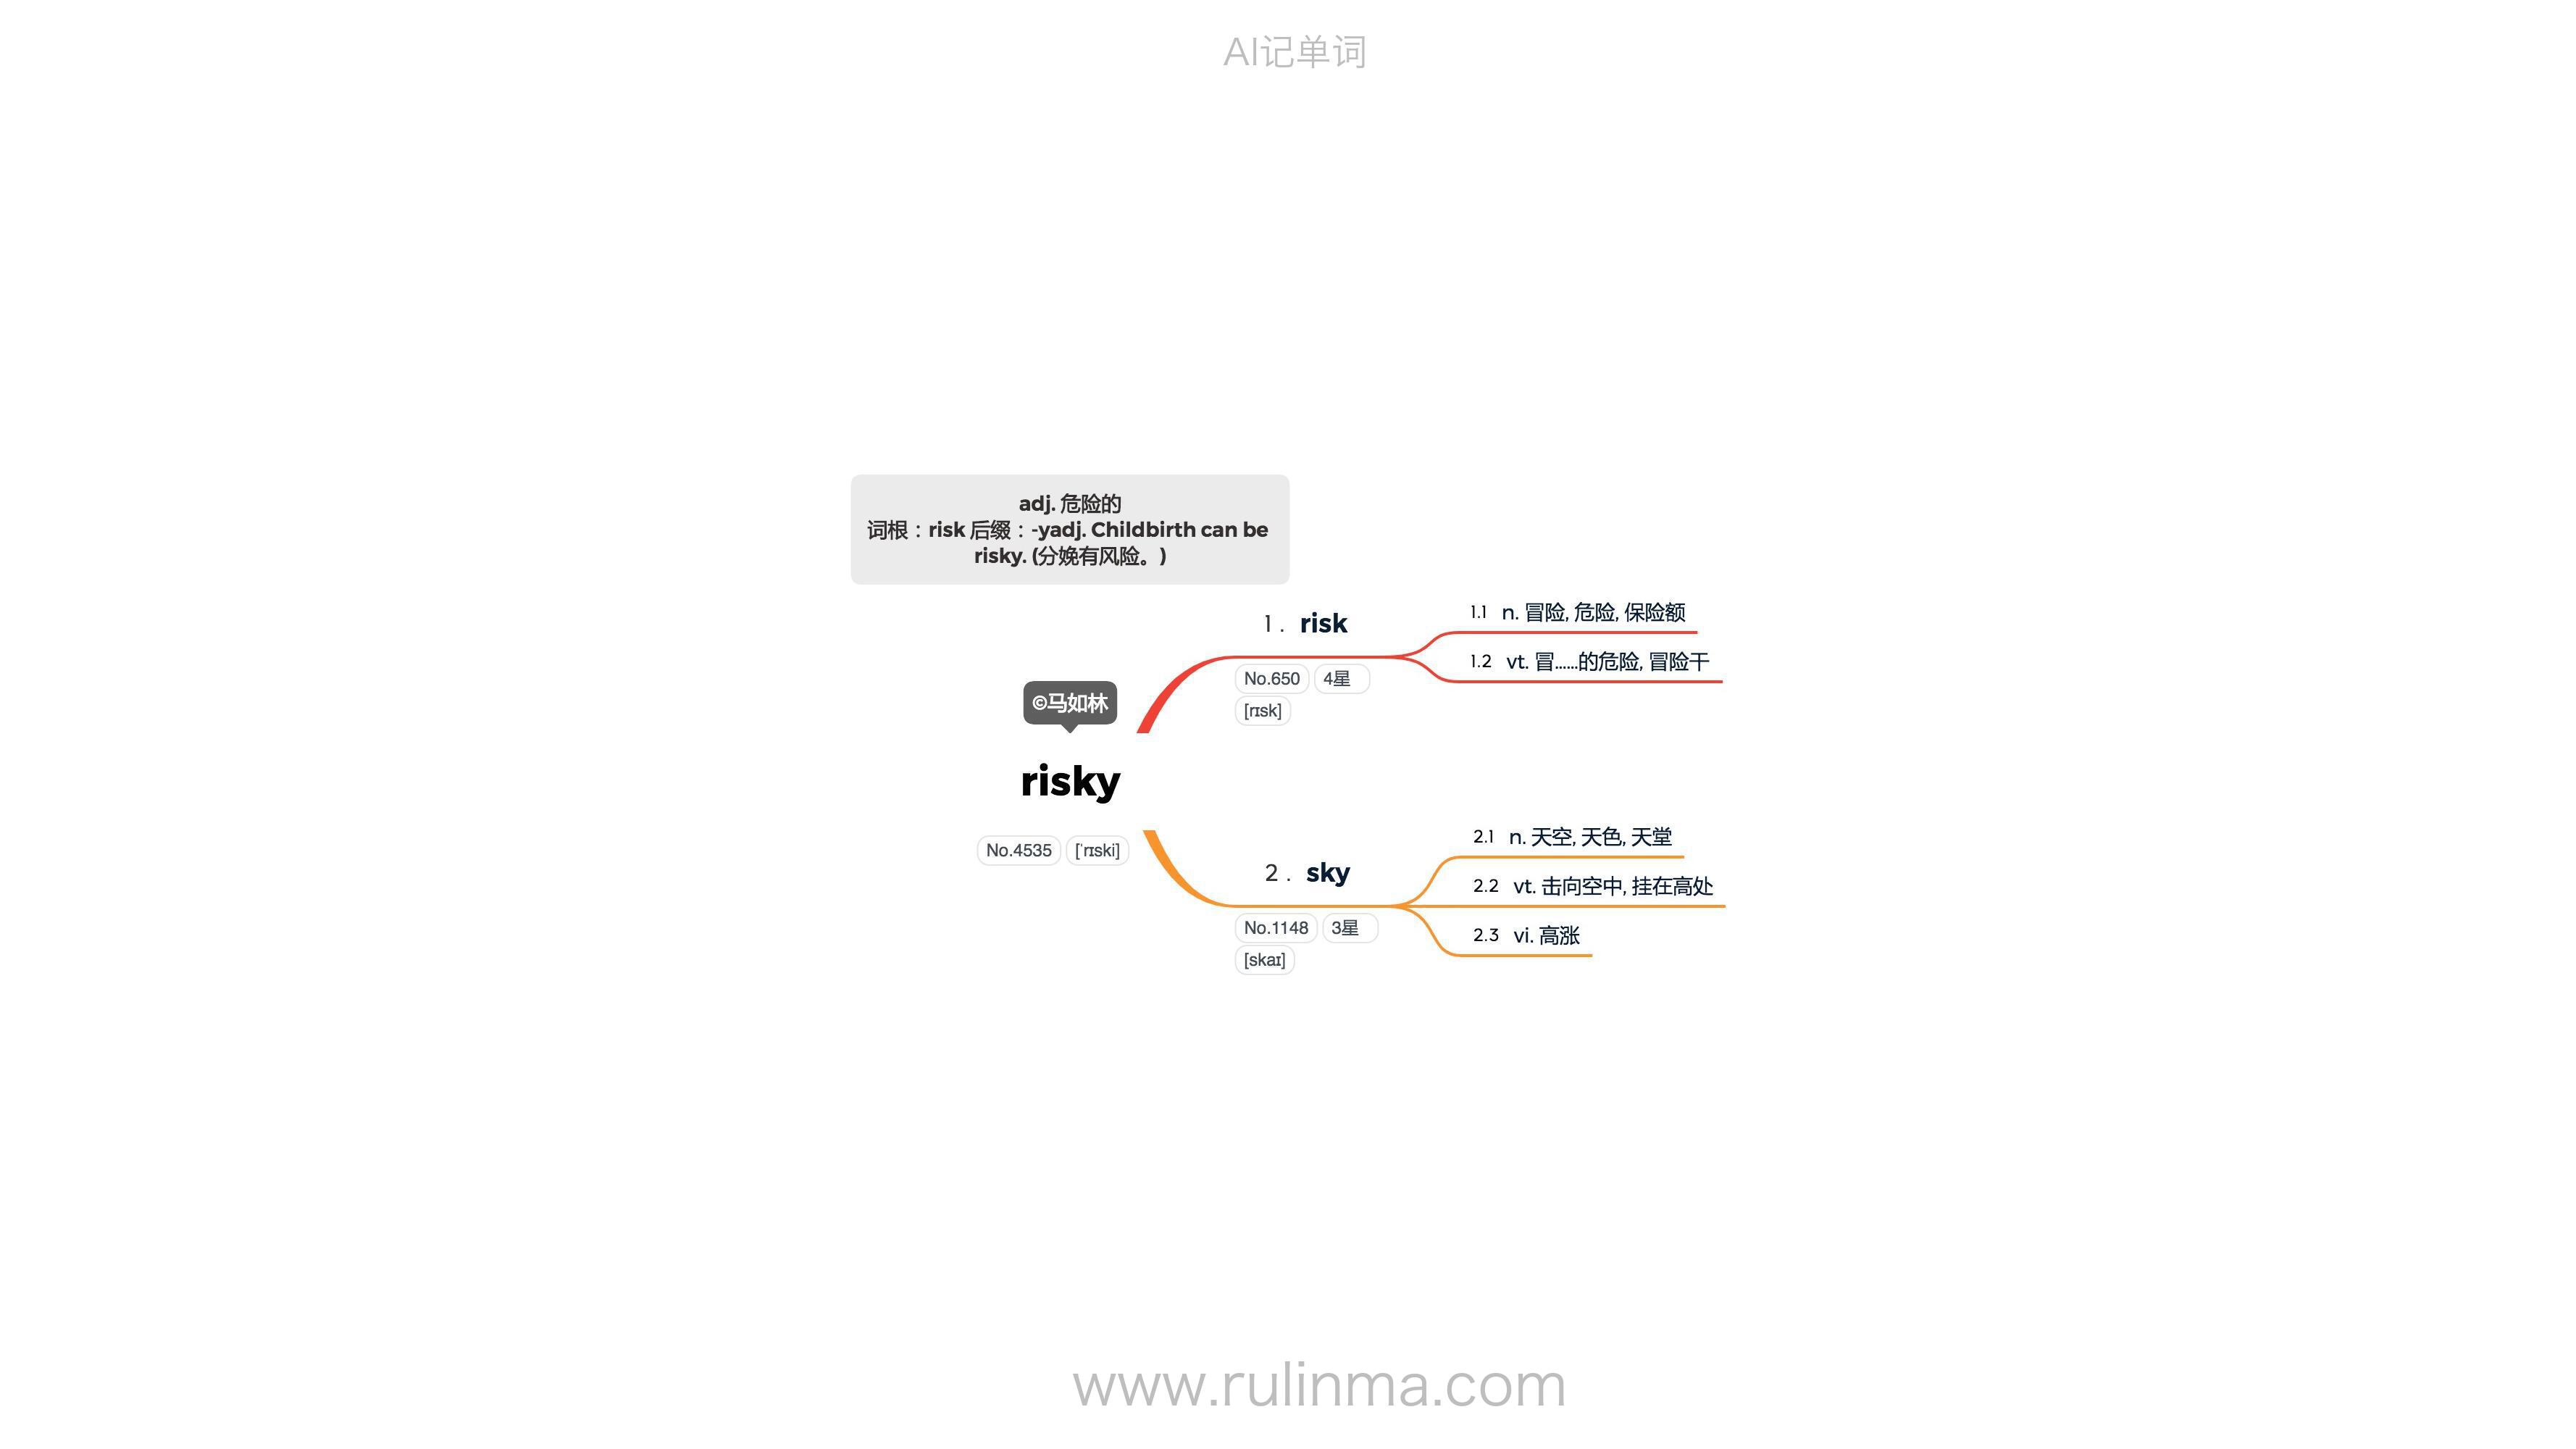 AI记单词
adj. 危险的
词根：risk 后缀：-yadj. Childbirth can be
risky. (分娩有风险。)
©马如林
risky
No.4535 [ˈrɪski]
1. risk
No.650 4星
[rɪsk]
1.1 n. 冒险, 危险, 保险额
1.2 vt. 冒......的危险, 冒险干
2. sky
No.1148 3星
[skaɪ]
2.1 n. 天空, 天色, 天堂
2.2 vt. 击向空中, 挂在高处
2.3 vi. 高涨
www.rulinma.com